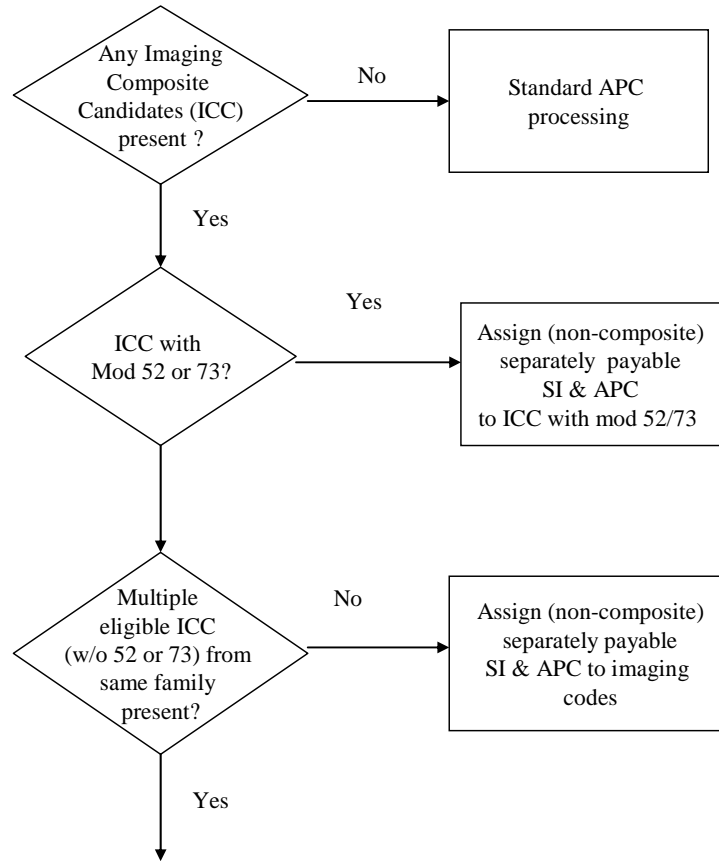 Any Imaging
Composite
Candidates (ICC)
present ?
No
Standard APC
processing
Yes
ICC with
Mod 52 or 73?
Yes
Assign (non-composite)
separately payable
SI & APC
to ICC with mod 52/73
Multiple
eligible ICC
(w/o 52 or 73) from
same family
present?
No
Assign (non-composite)
separately payable
SI & APC to imaging
codes
Yes